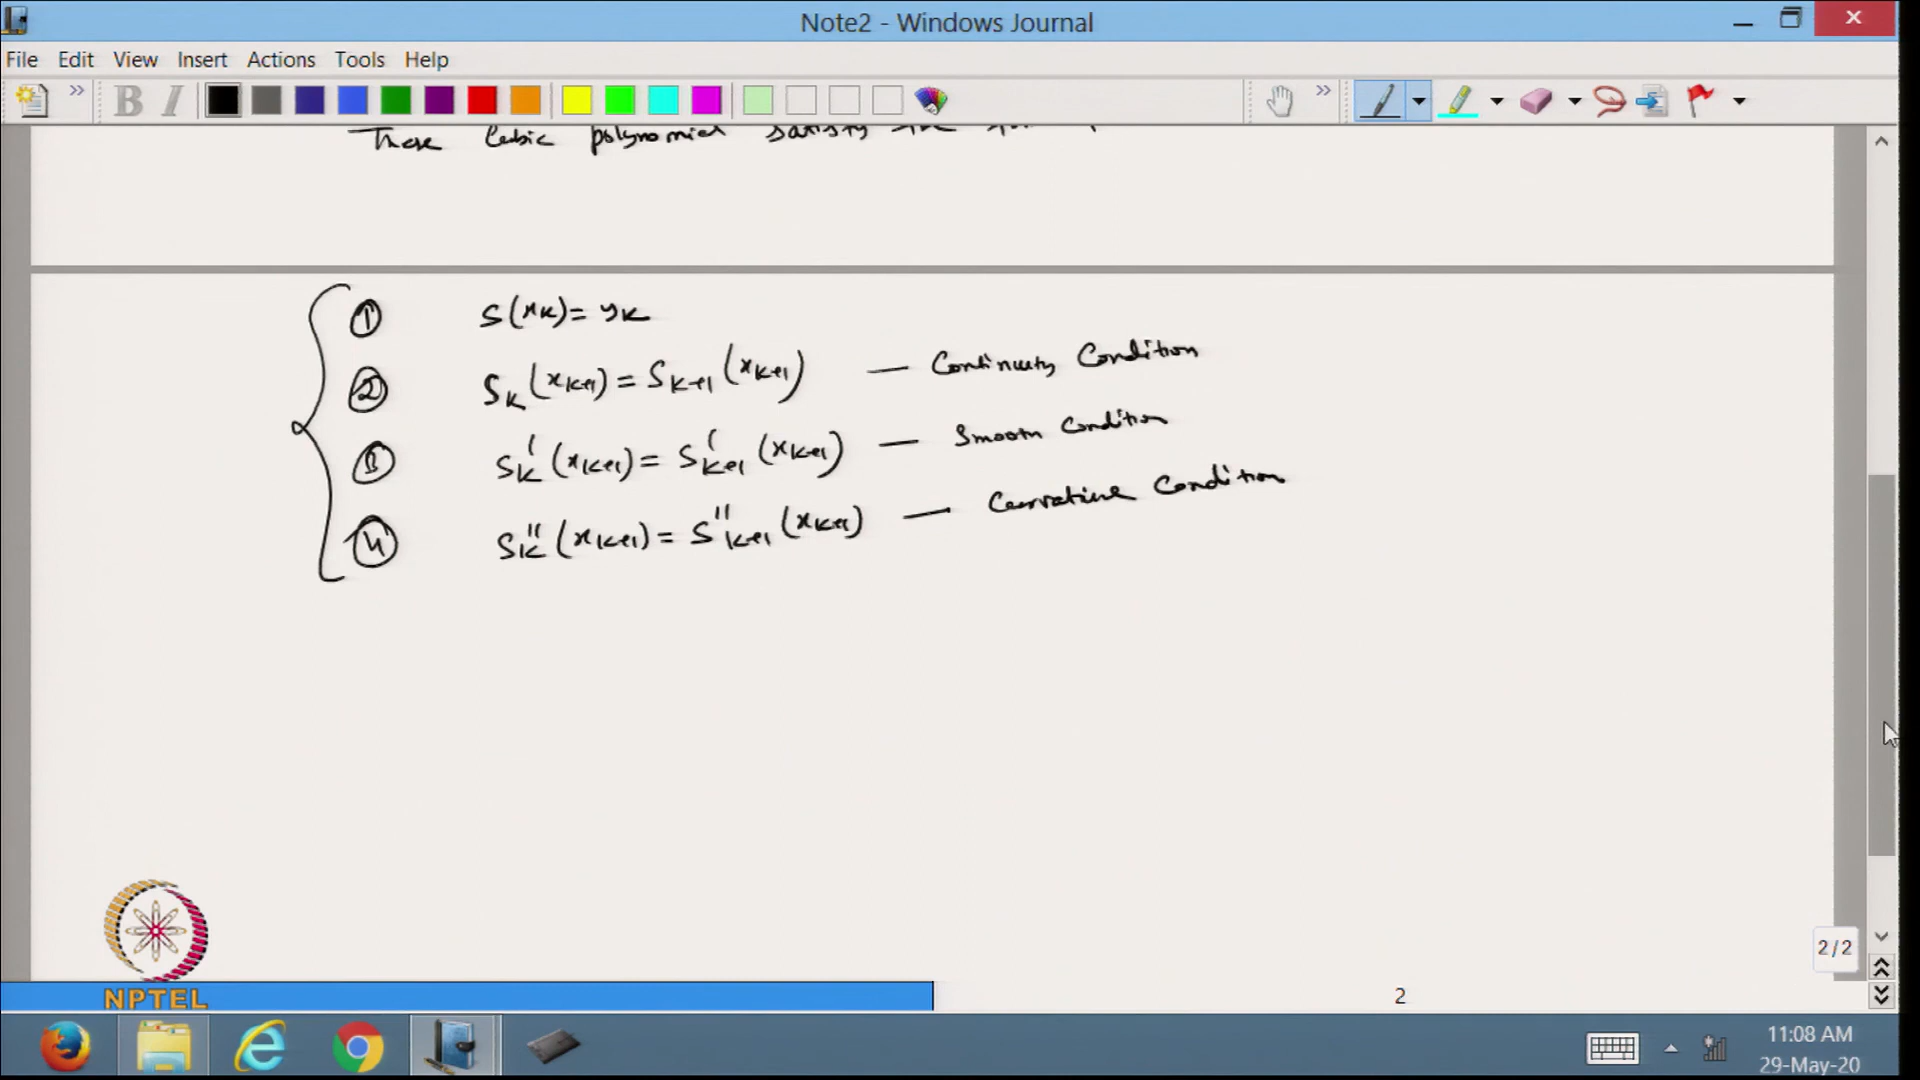 Note2 - Windows Journal
File Edit View Insert Actions Tools Help
B I
These Cubic polynomial satisfy the
① S(xₖ) = yₖ
② Sₖ(xₖ₊₁) = Sₖ₊₁(xₖ₊₁) — Continuity Condition
③ Sₖ'(xₖ₊₁) = S'ₖ₊₁(xₖ₊₁) — Smooth Condition
④ Sₖ''(xₖ₊₁) = S''ₖ₊₁(xₖ₊₁) — Curvature Condition
2/2
NPTEL
2
11:08 AM
29-May-20